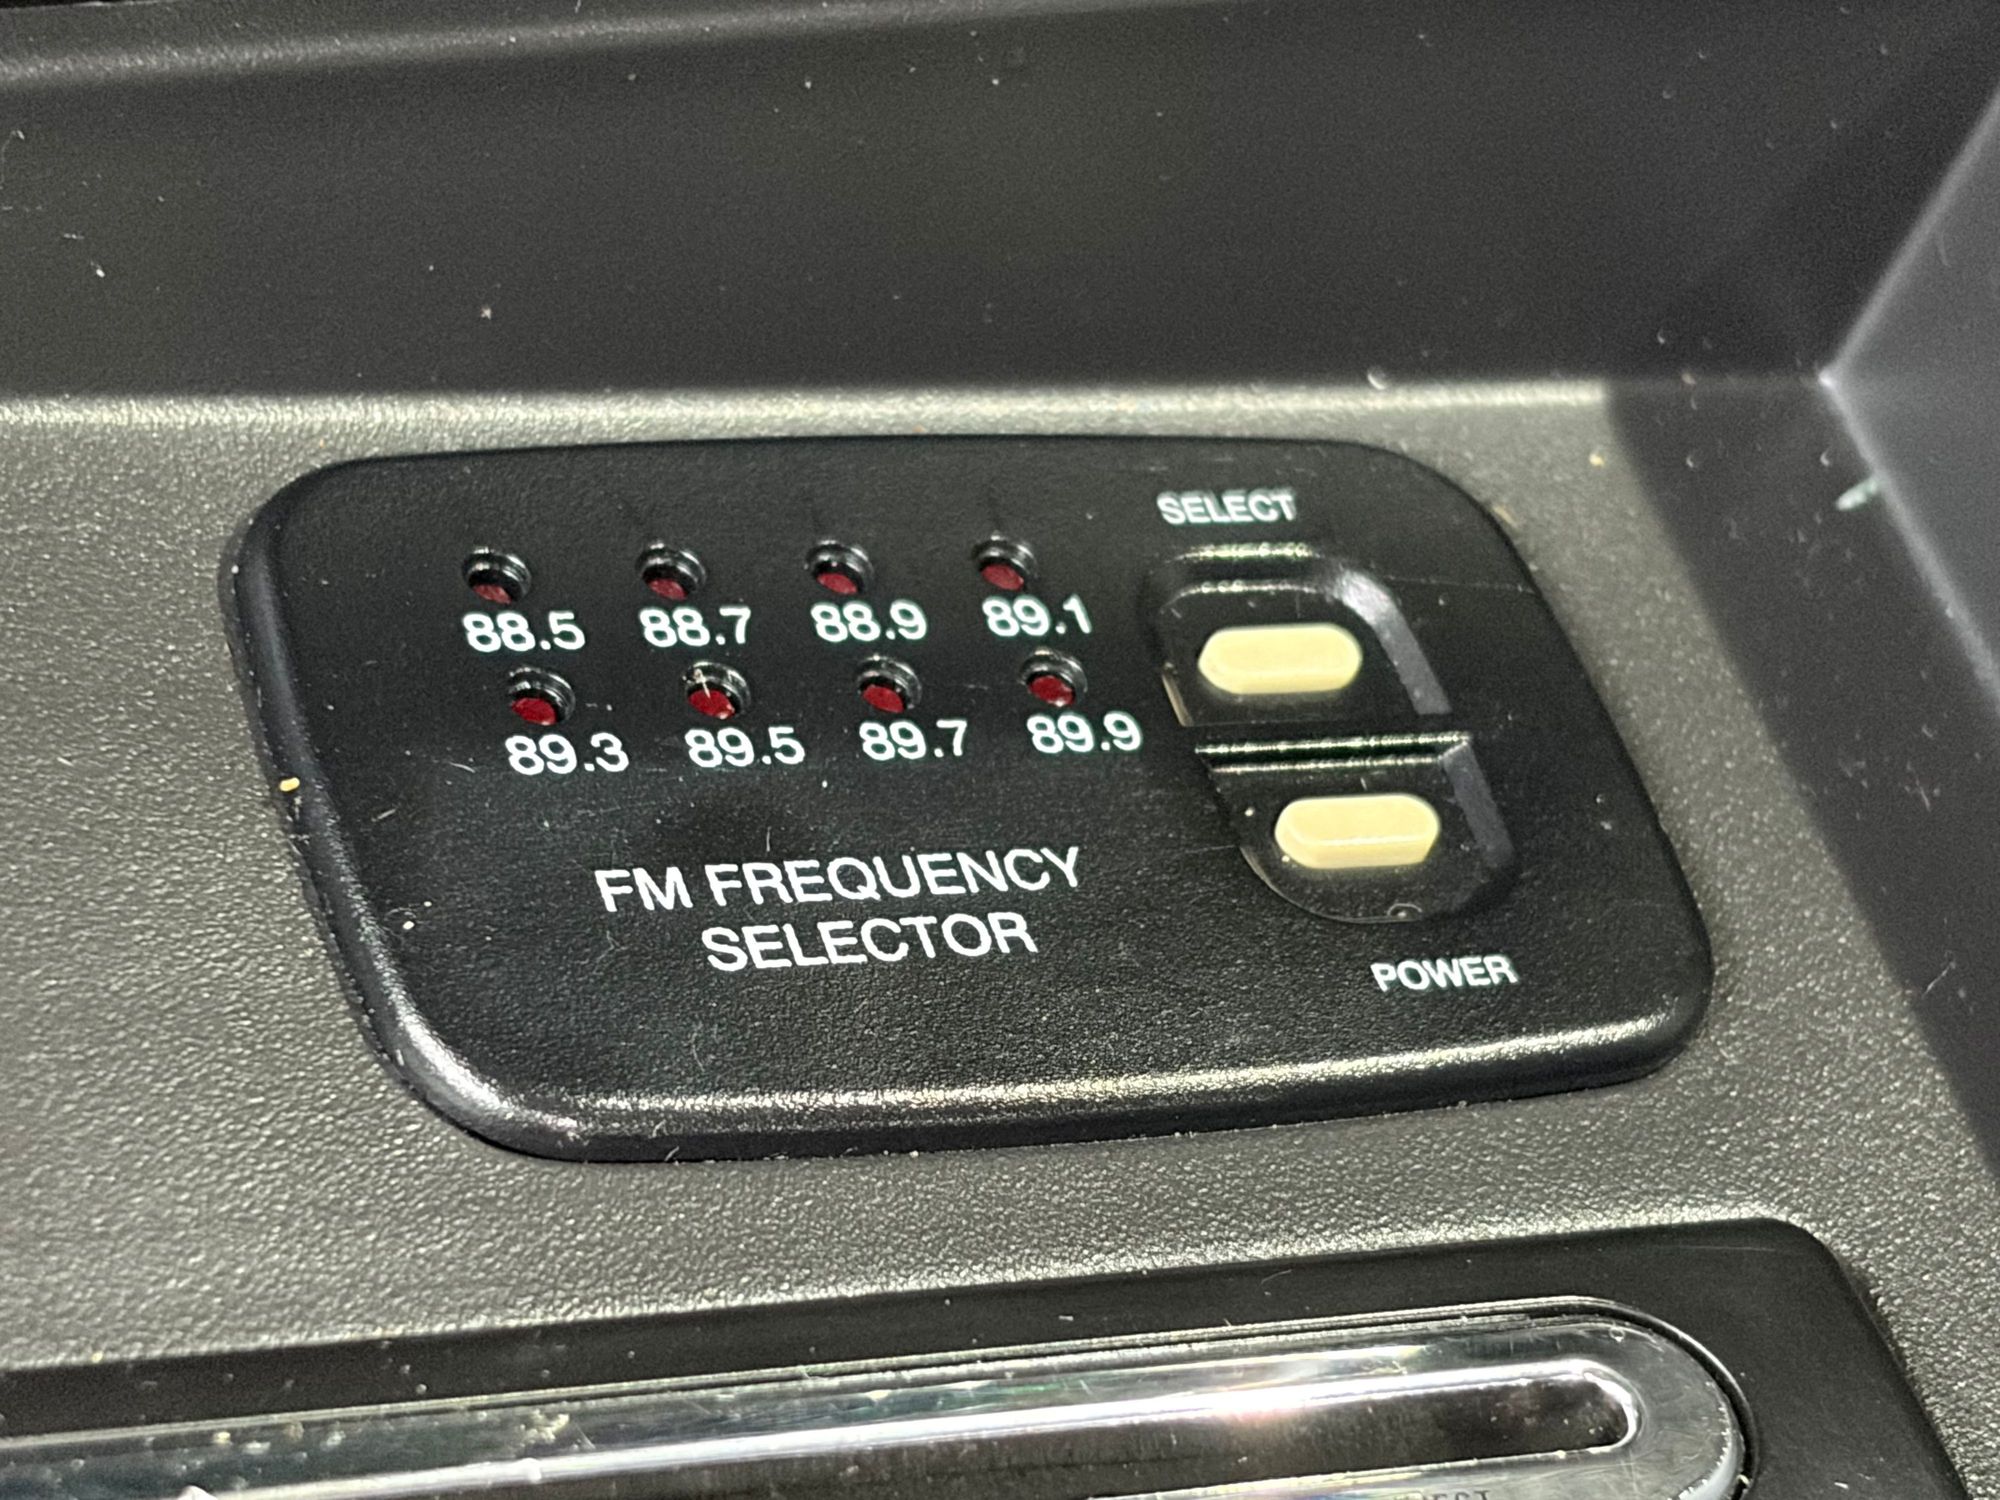 SELECT
88.5 88.7 88.9 89.1
89.3 89.5 89.7 89.9
FM FREQUENCY
SELECTOR
POWER